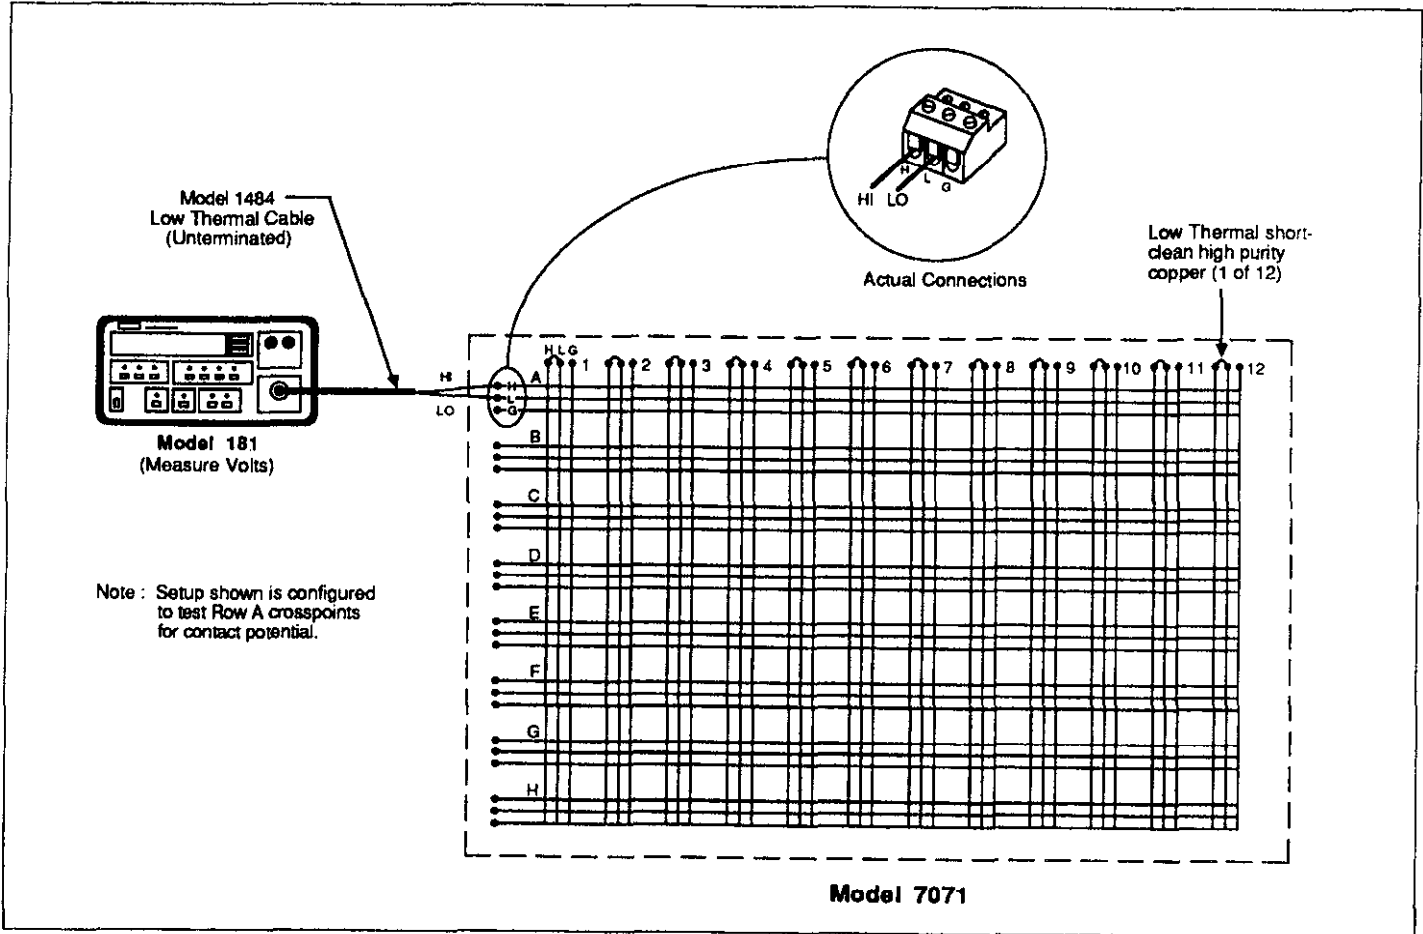 H
L
G
HI LO
Actual Connections
Model 1484
Low Thermal Cable
(Unterminated)
Low Thermal short-
clean high purity
copper (1 of 12)
H L G
1 2 3 4 5 6 7 8 9 10 11 12
HI
LO
H
L
G
A
B
C
D
E
F
G
H
Model 181
(Measure Volts)
Note : Setup shown is configured
to test Row A crosspoints
for contact potential.
Model 7071